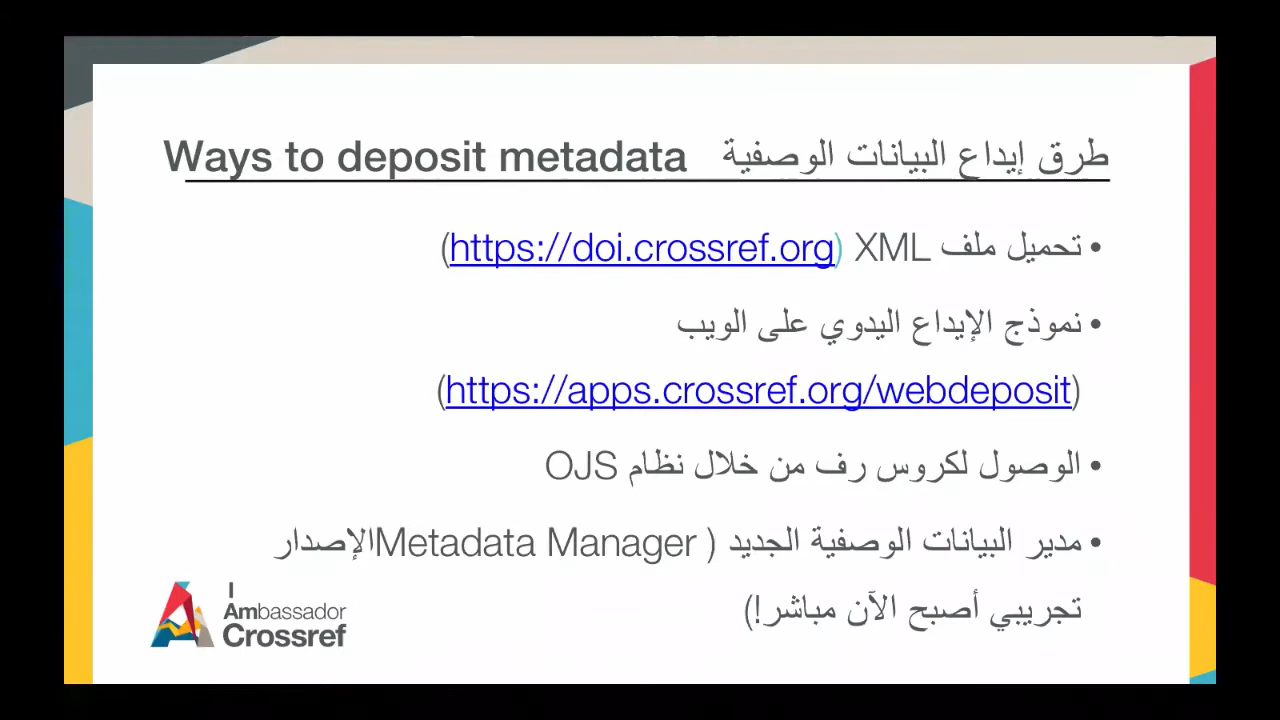 طرق إيداع البيانات الوصفية Ways to deposit metadata
• تحميل ملف XML (https://doi.crossref.org)
• نموذج الإيداع اليدوي على الويب
(https://apps.crossref.org/webdeposit)
• الوصول لكروس رف من خلال نظام OJS
• مدير البيانات الوصفية الجديد ( Metadata Managerالإصدار
تجريبي أصبح الآن مباشر!)
I
Ambassador
Crossref